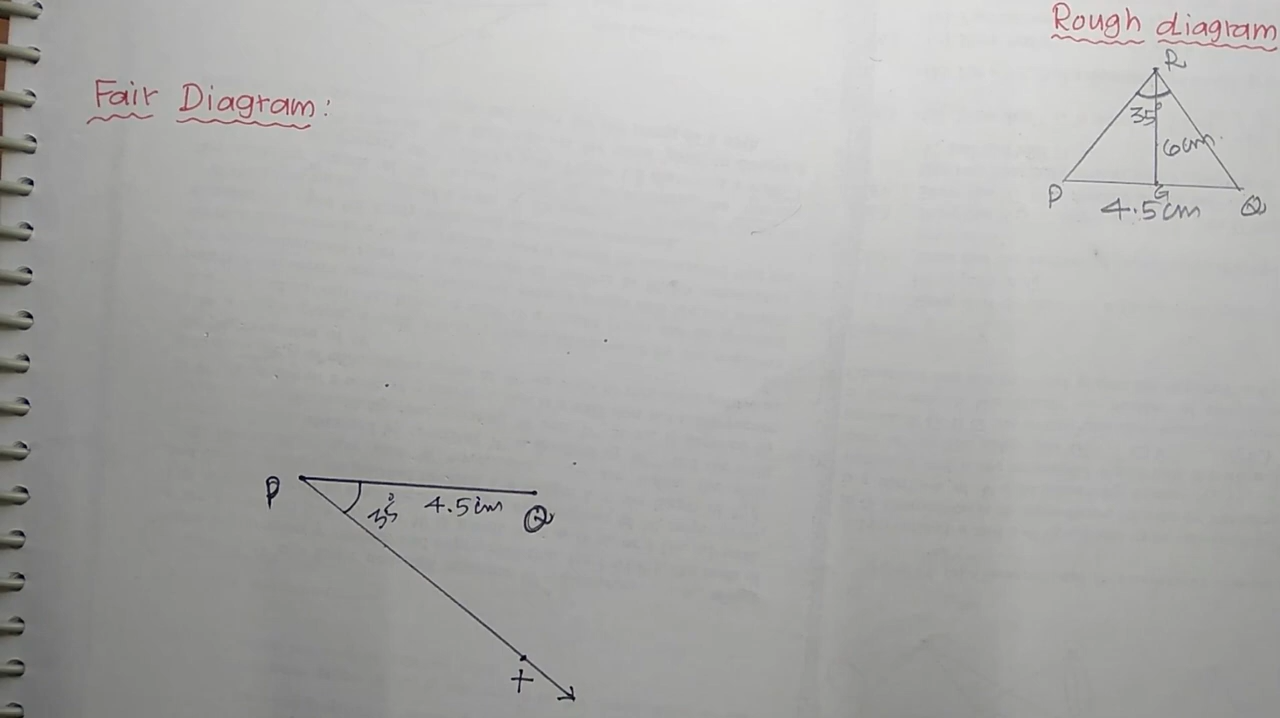 Rough diagram
R
35°
6cm
P G Q
4.5cm
Fair Diagram:
P 35° 4.5cm Q
+